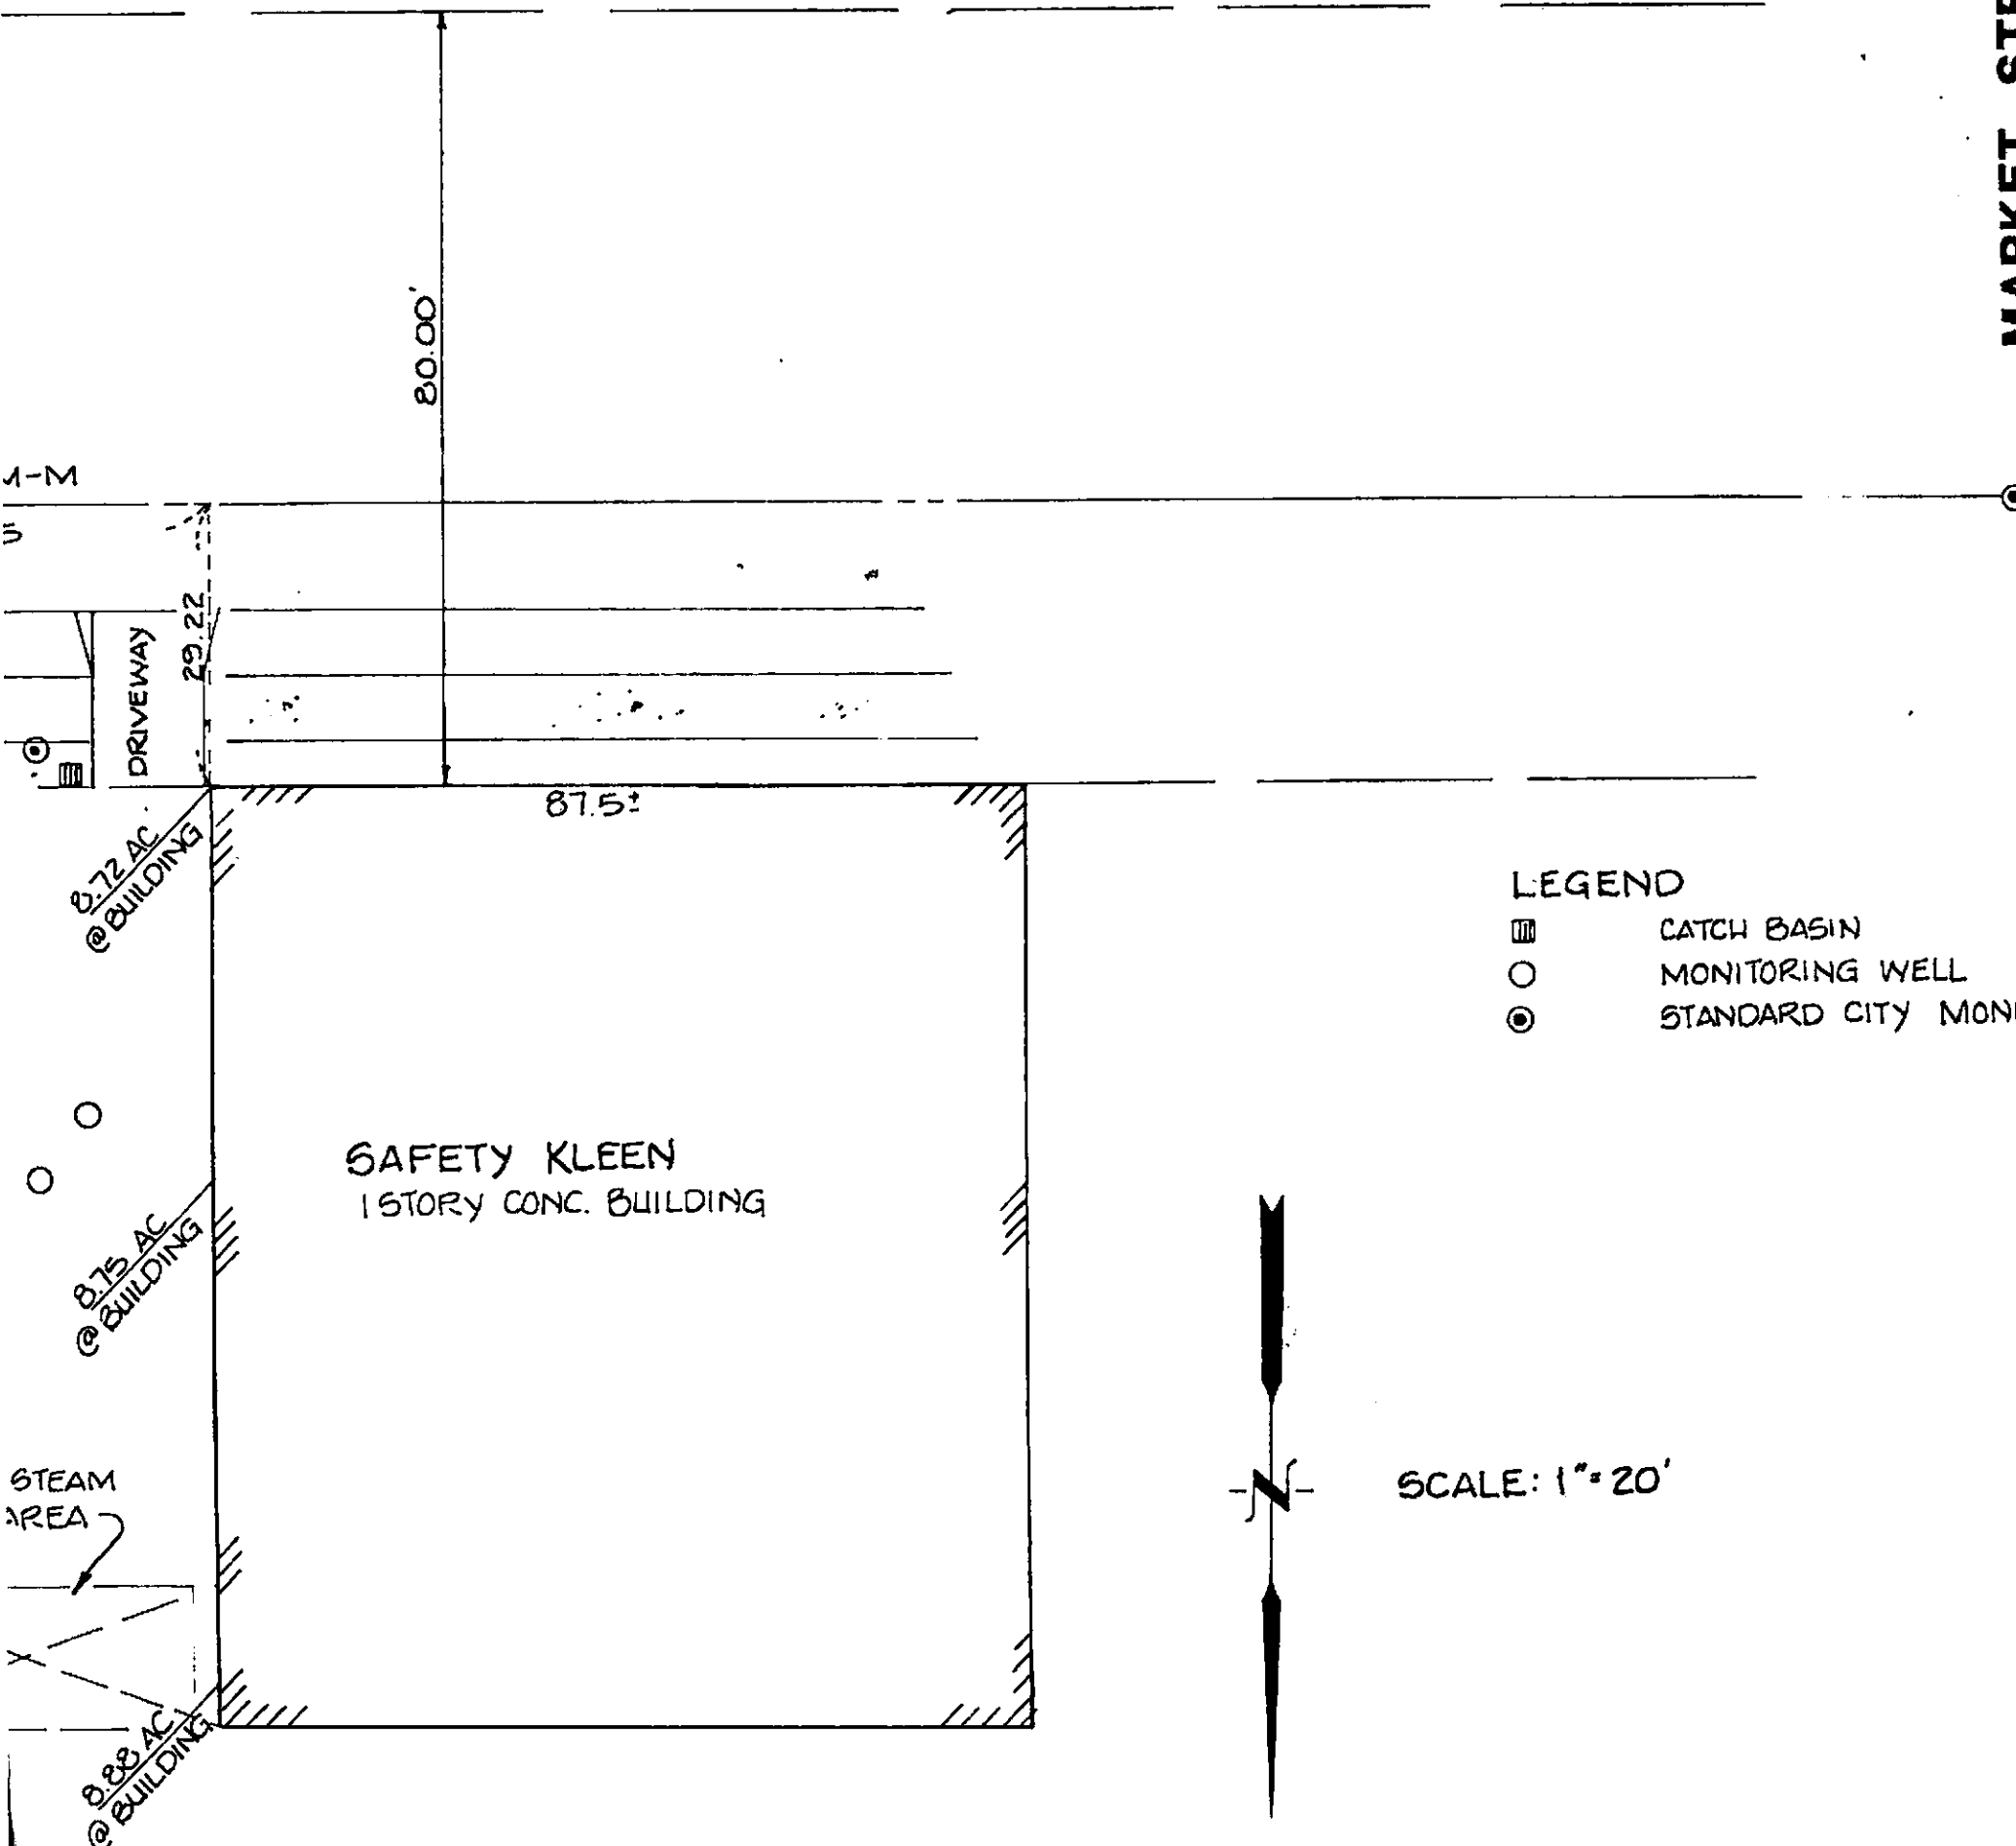 MARKET
80.00'
M-M
29.22
DRIVEWAY
87.5±
8.72 AC
@ BUILDING
LEGEND
CATCH BASIN
MONITORING WELL
STANDARD CITY
SAFETY KLEEN
1 STORY CONC. BUILDING
8.75 AC
@ BUILDING
STEAM
AREA
N
SCALE: 1"=20'
8.88 AC
@ BUILDING